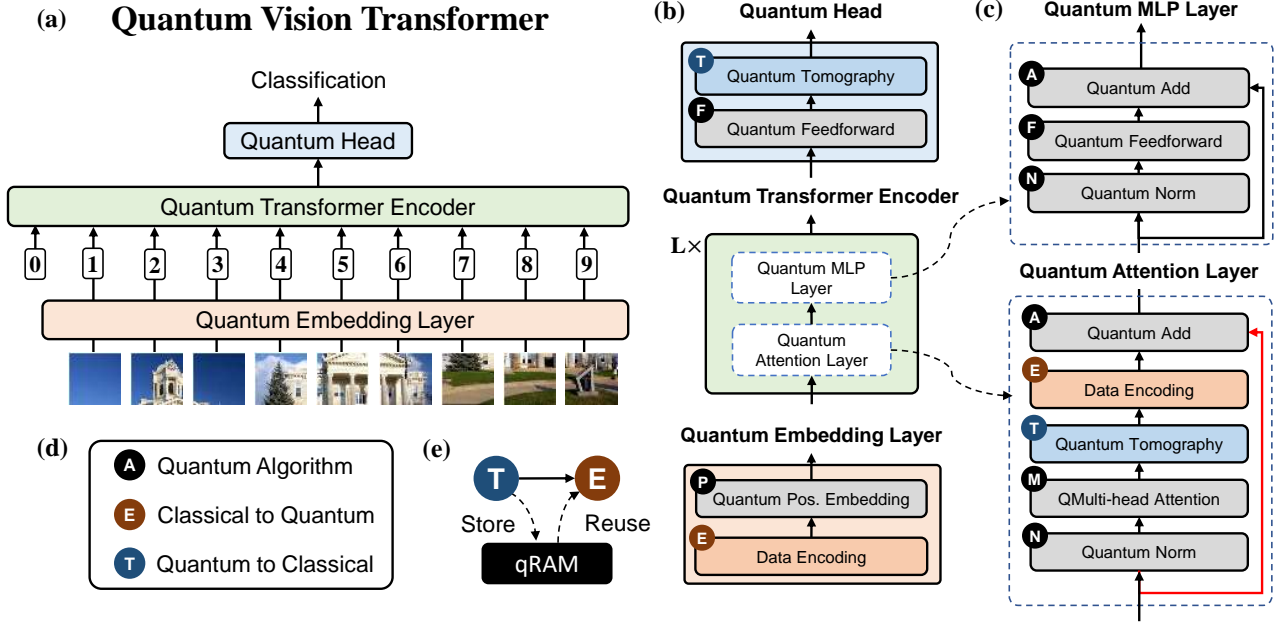 (a) Quantum Vision Transformer
Classification
Quantum Head
Quantum Transformer Encoder
0 1 2 3 4 5 6 7 8 9
Quantum Embedding Layer
(b) Quantum Head
T Quantum Tomography
F Quantum Feedforward
Quantum Transformer Encoder
L×
Quantum MLP
Layer
Quantum
Attention Layer
Quantum Embedding Layer
P Quantum Pos. Embedding
E Data Encoding
(c) Quantum MLP Layer
A Quantum Add
F Quantum Feedforward
N Quantum Norm
Quantum Attention Layer
A Quantum Add
E Data Encoding
T Quantum Tomography
M QMulti-head Attention
N Quantum Norm
(d)
A Quantum Algorithm
E Classical to Quantum
T Quantum to Classical
(e)
T E
Store Reuse
qRAM